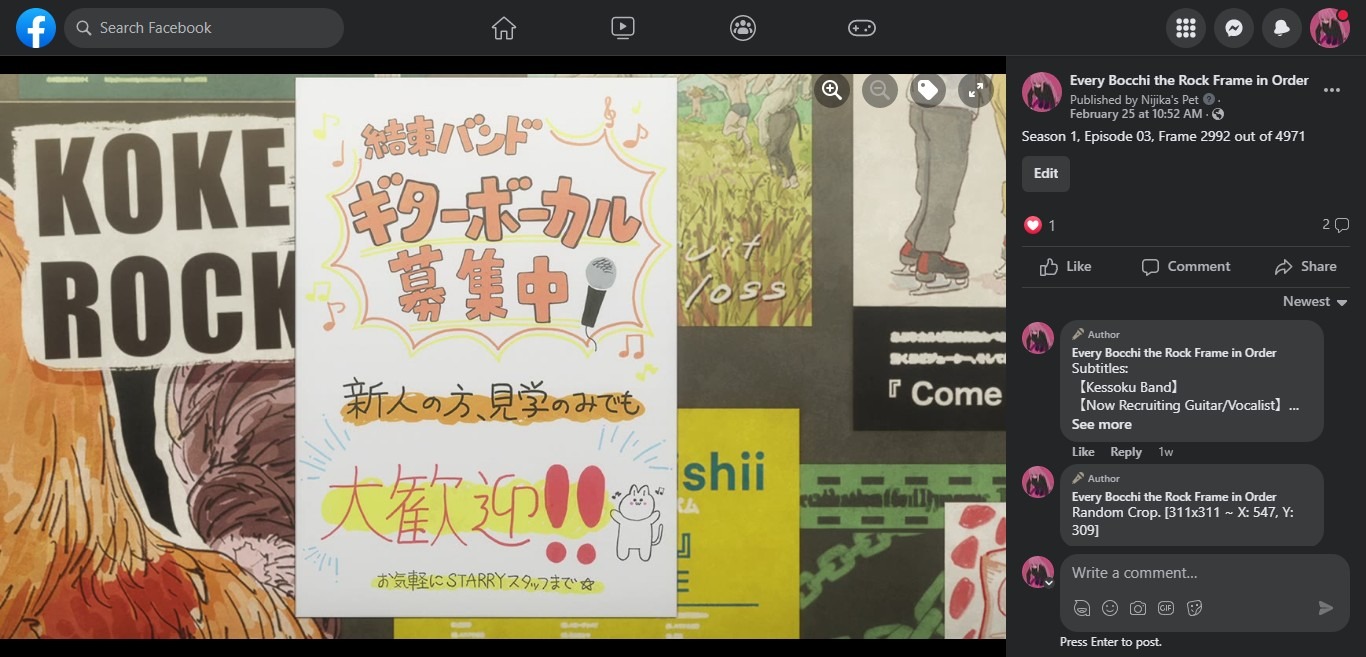 Search Facebook
KOKE
ROCK
結束バンド
ギターボーカル
募集中
新人の方、見学のみでも
大歓迎!!
お気軽にSTARRYスタッフまで☆
uit
loss
『 Come
shii
Every Bocchi the Rock Frame in Order
Published by Nijika's Pet ·
February 25 at 10:52 AM ·
Season 1, Episode 03, Frame 2992 out of 4971
Edit
1
2
Like
Comment
Share
Newest
Author
Every Bocchi the Rock Frame in Order
Subtitles:
【Kessoku Band】
【Now Recruiting Guitar/Vocalist】...
See more
Like Reply 1w
Author
Every Bocchi the Rock Frame in Order
Random Crop. [311x311 ~ X: 547, Y:
309]
Write a comment...
GIF
Press Enter to post.